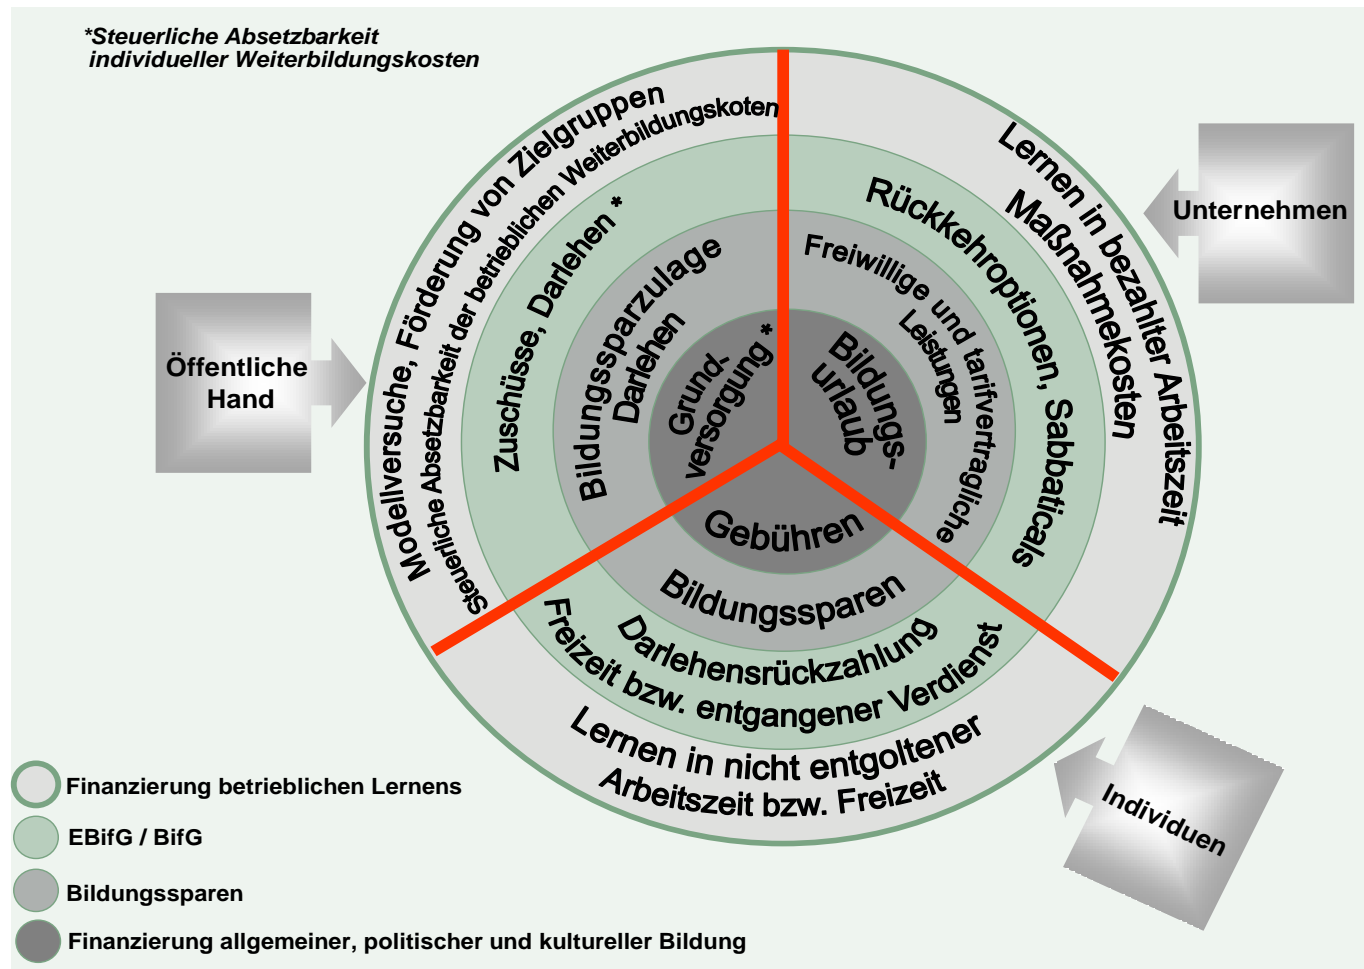 *Steuerliche Absetzbarkeit
individueller Weiterbildungskosten
Öffentliche
Hand
Modellversuche, Förderung von Zielgruppen
Steuerliche Absetzbarkeit der betrieblichen Weiterbildungskoten
Zuschüsse, Darlehen *
Bildungssparzulage
Darlehen
Grund-
versorgung *
Unternehmen
Lernen in bezahlter Arbeitszeit
Maßnahmekosten
Rückkehroptionen, Sabbaticals
Freiwillige und tarifvertragliche
Leistungen
Bildungs-
urlaub
Gebühren
Bildungssparen
Darlehensrückzahlung
Freizeit bzw. entgangener Verdienst
Lernen in nicht entgoltener
Arbeitszeit bzw. Freizeit
Individuen
Finanzierung betrieblichen Lernens
EBifG / BifG
Bildungssparen
Finanzierung allgemeiner, politischer und kultureller Bildung